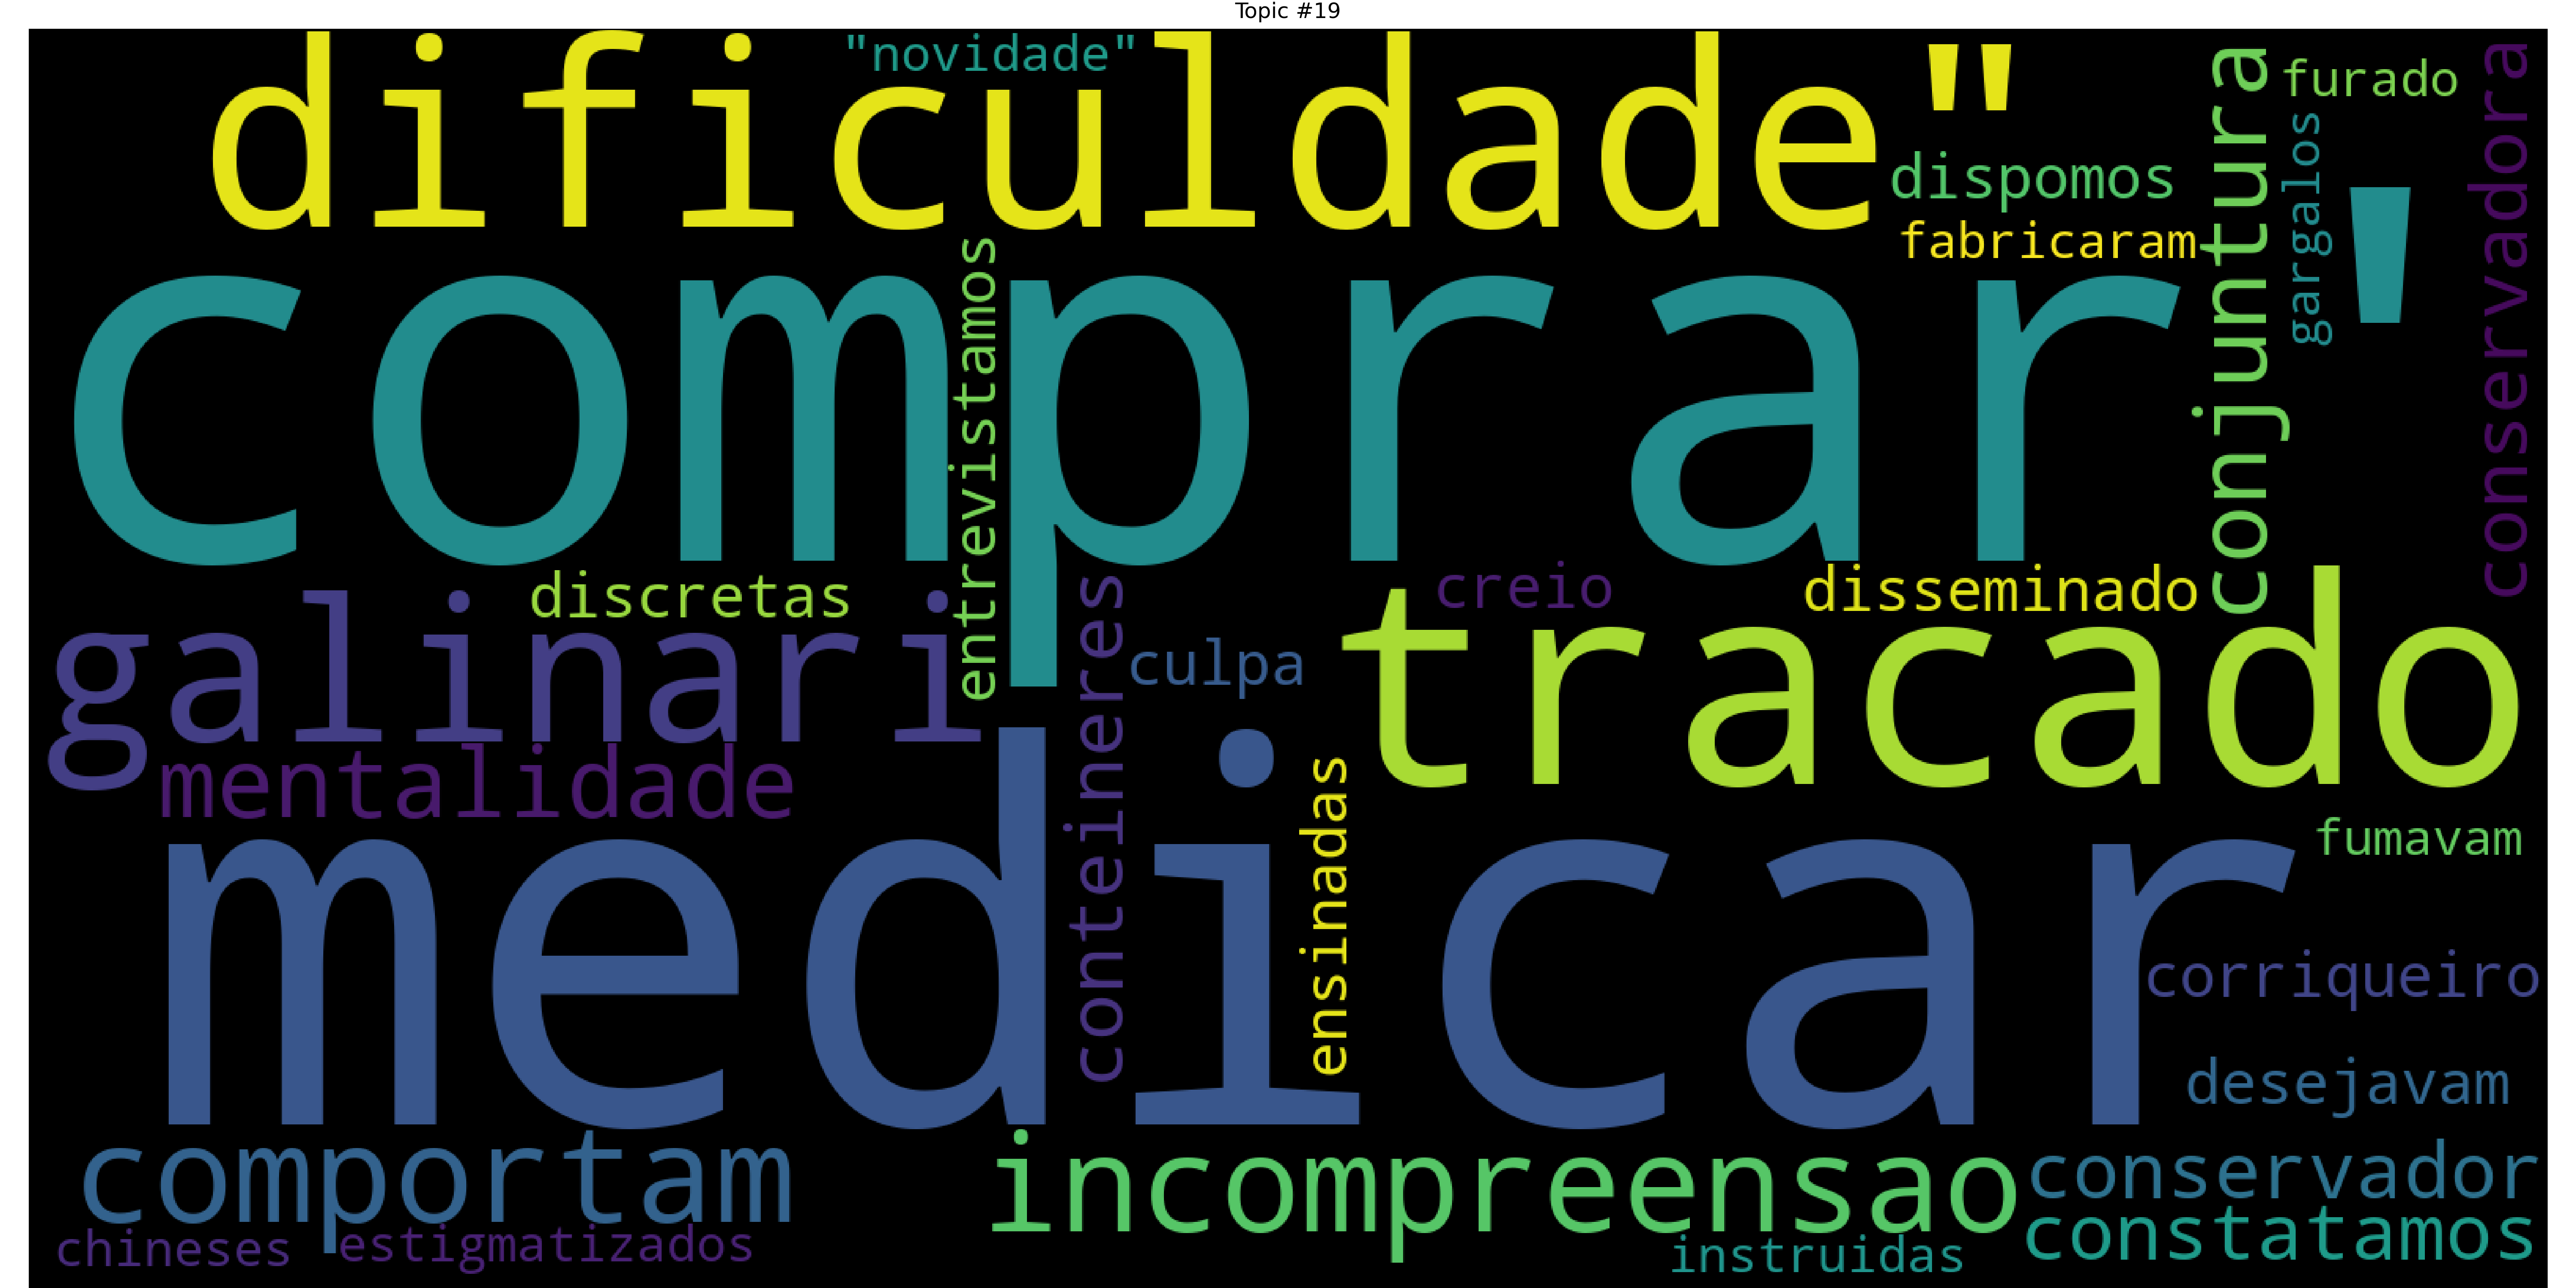 Topic #19
"novidade"
dificuldade"
furado
dispomos
fabricaram
conjuntura
gargalos
conservadora
comprar'
entrevistamos
discretas
creio
disseminado
galinari
conteineres
culpa
tracado
mentalidade
ensinadas
medicar
fumavam
corriqueiro
desejavam
comportam
incompreensao
conservador
constatamos
chineses
estigmatizados
instruidas